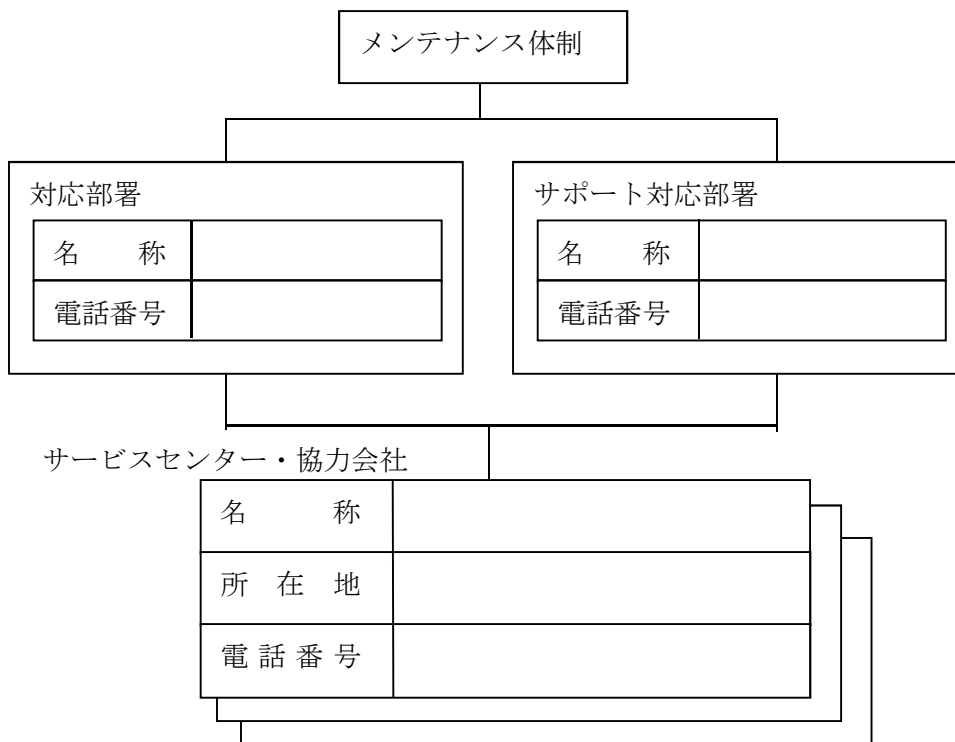 メンテナンス体制
対応部署
名　　称
電話番号
サポート対応部署
名　　称
電話番号
サービスセンター・協力会社
名　　　称
所　在　地
電 話 番 号